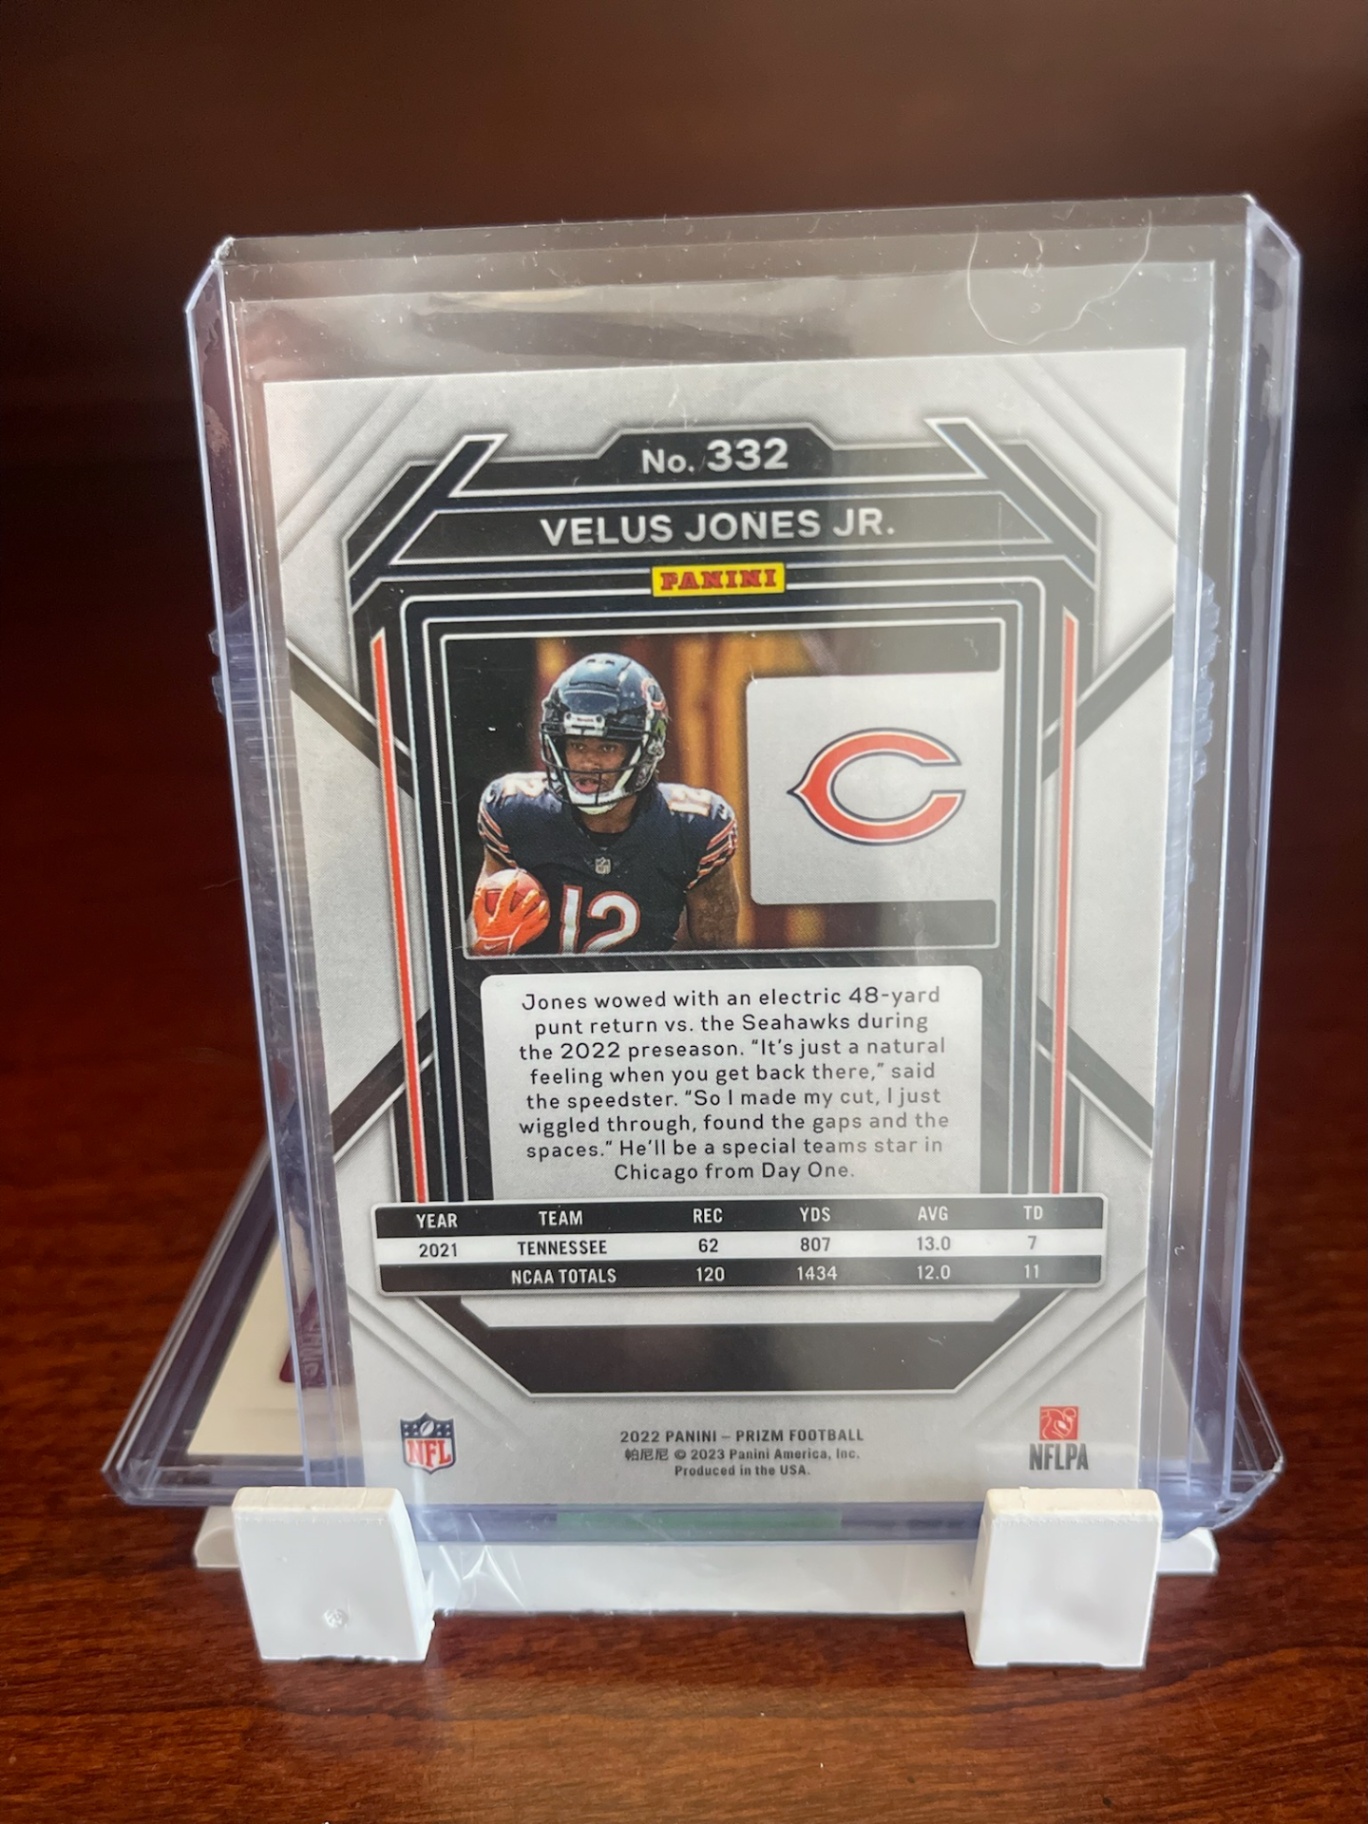 No. 332
VELUS JONES JR.
PANINI
12
12
12
Jones wowed with an electric 48-yard
punt return vs. the Seahawks during
the 2022 preseason. "It's just a natural
feeling when you get back there," said
the speedster. "So I made my cut, I just
wiggled through, found the gaps and the
spaces." He'll be a special teams star in
Chicago from Day One.
YEAR TEAM REC YDS AVG TD
2021 TENNESSEE 62 807 13.0 7
NCAA TOTALS 120 1434 12.0 11
NFL
2022 PANINI – PRIZM FOOTBALL
帕尼尼 © 2023 Panini America, Inc.
Produced in the USA.
NFLPA